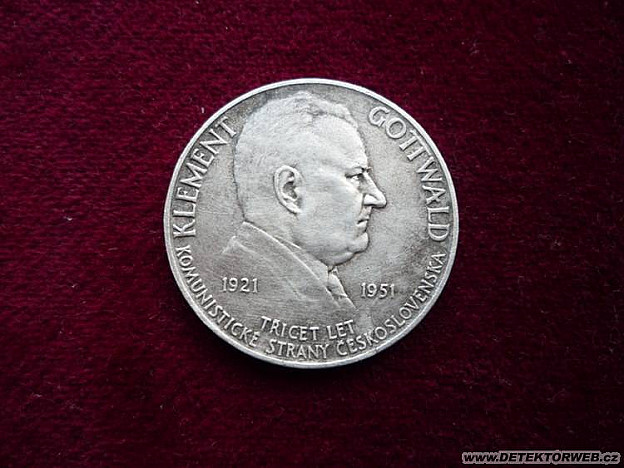 KLEMENT GOTTWALD
1921 1951
TŘICET LET
KOMUNISTICKÉ STRANY ČESKOSLOVENSKA
www.DETEKTORWEB.cz